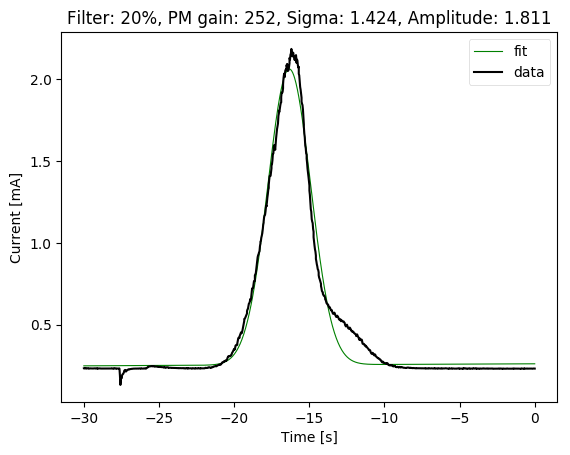 Filter: 20%, PM gain: 252, Sigma: 1.424, Amplitude: 1.811
fit
data
2.0
1.5
1.0
0.5
Current [mA]
−30 −25 −20 −15 −10 −5 0
Time [s]